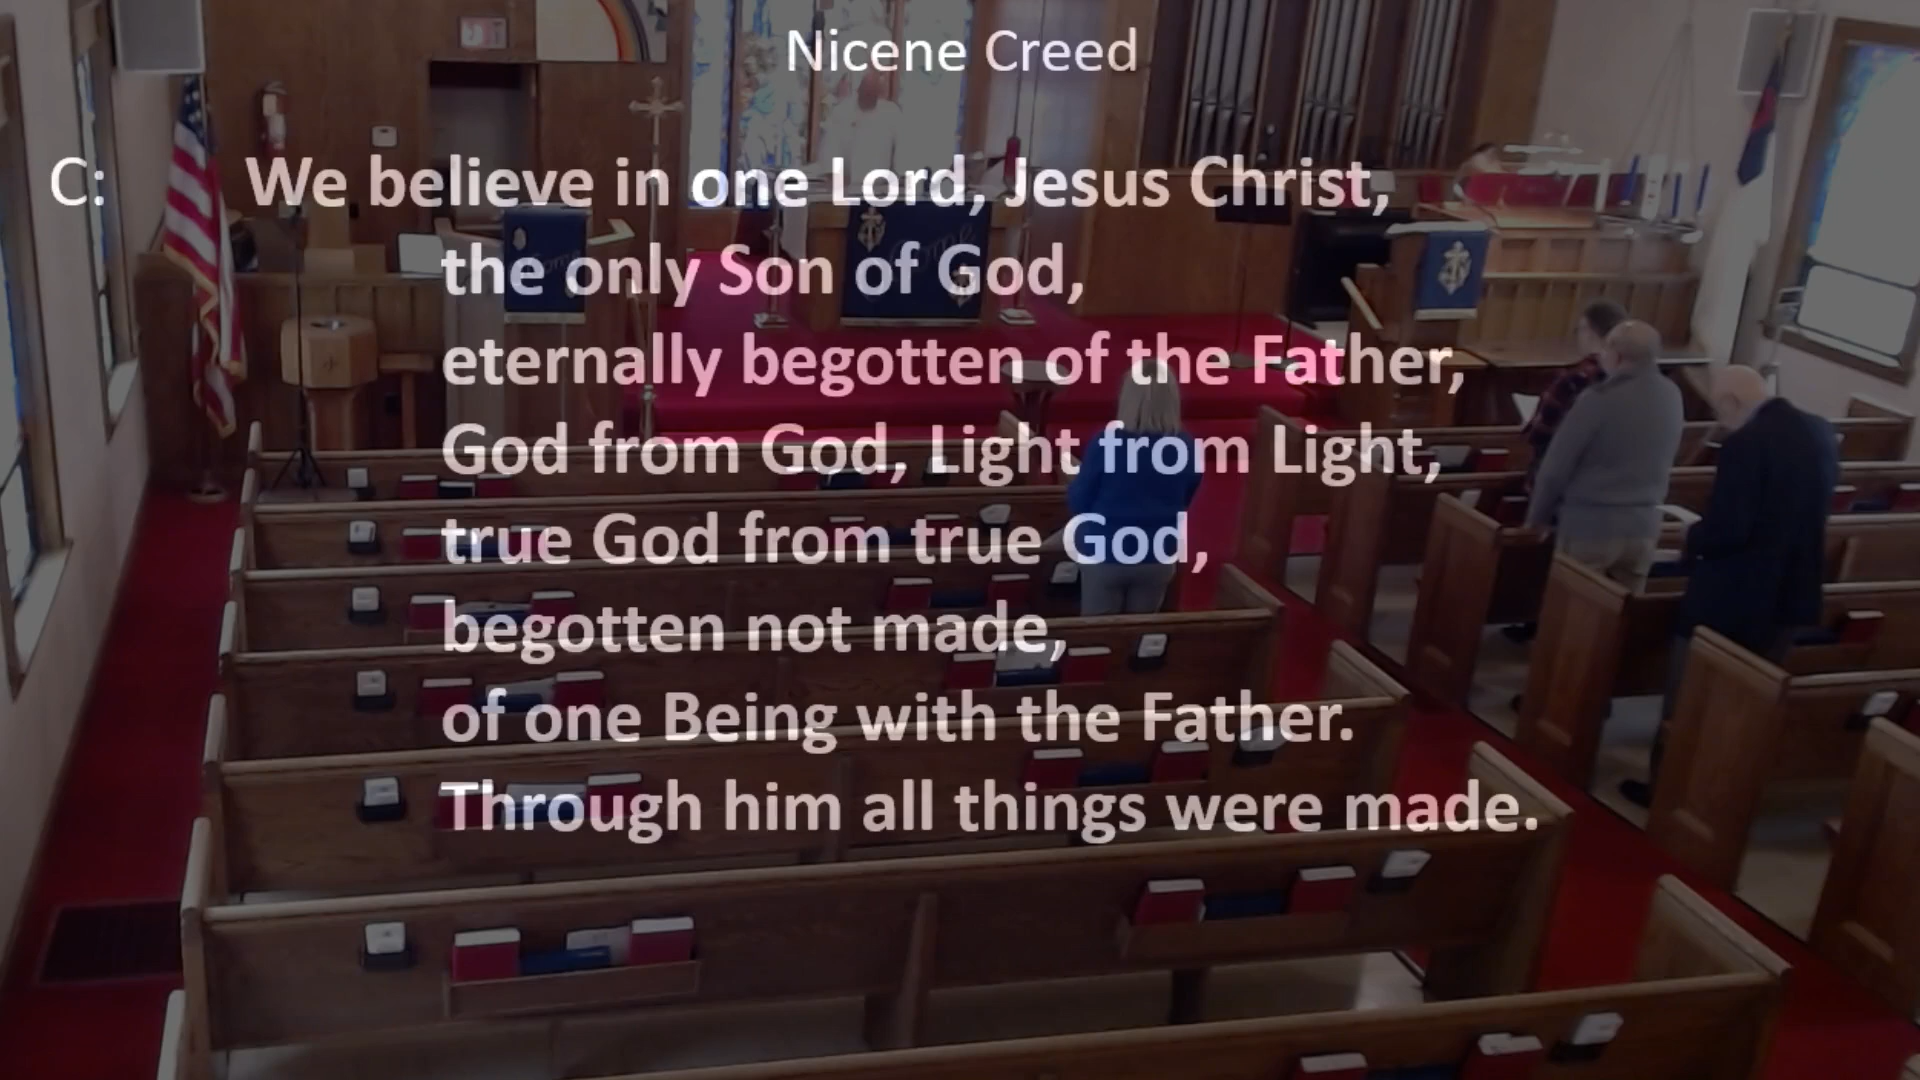 Nicene Creed
C: We believe in one Lord, Jesus Christ,
the only Son of God,
eternally begotten of the Father,
God from God, Light from Light,
true God from true God,
begotten not made,
of one Being with the Father.
Through him all things were made.